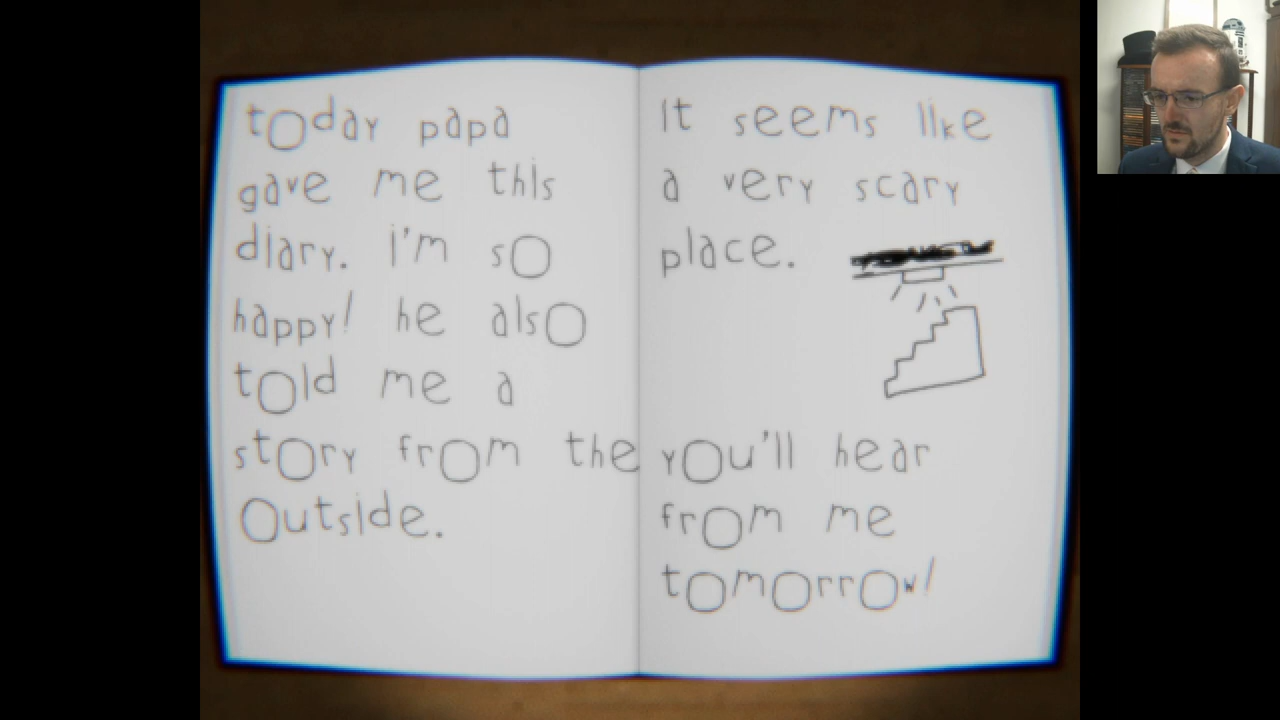 today papa
gave me this
diary. i'm so
happy! he also
told me a
story from the
outside.
It seems like
a very scary
place.
you'll hear
from me
tomorrow!